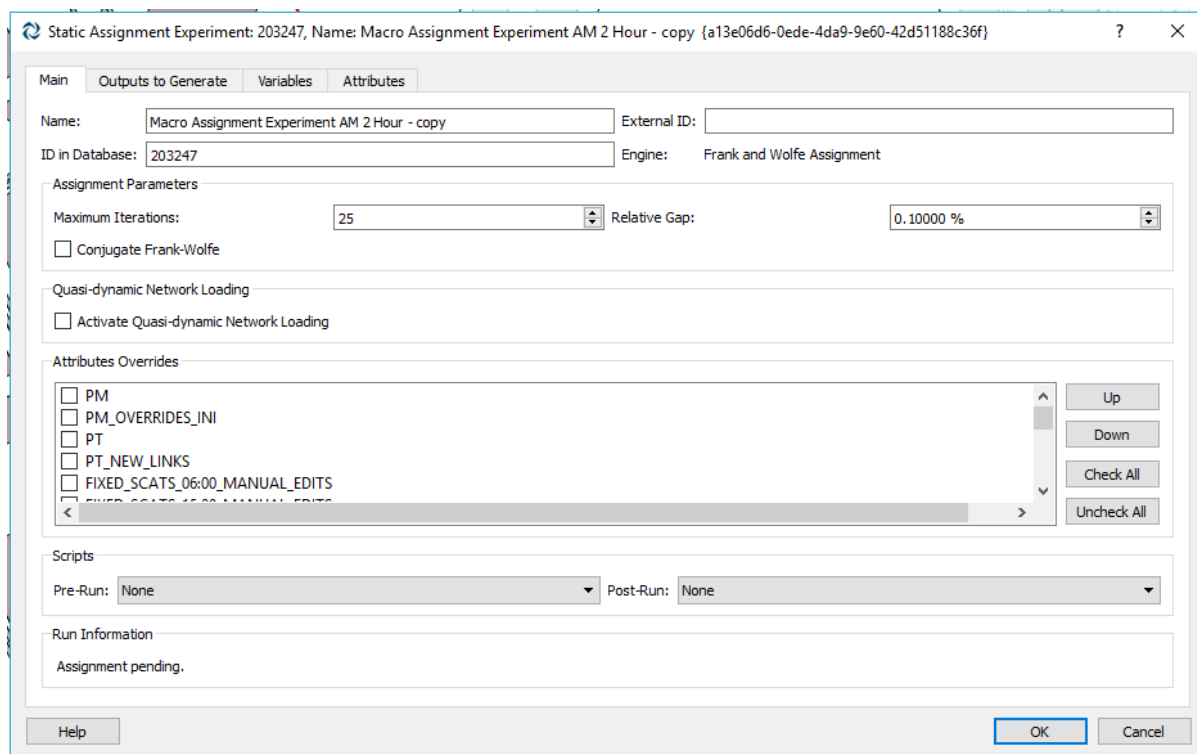 Static Assignment Experiment: 203247, Name: Macro Assignment Experiment AM 2 Hour - copy {a13e06d6-0ede-4da9-9e60-42d51188c36f} ? X
Main Outputs to Generate Variables Attributes
Name: Macro Assignment Experiment AM 2 Hour - copy External ID:
ID in Database: 203247 Engine: Frank and Wolfe Assignment
Assignment Parameters
Maximum Iterations: 25 Relative Gap: 0.10000 %
Conjugate Frank-Wolfe
Quasi-dynamic Network Loading
Activate Quasi-dynamic Network Loading
Attributes Overrides
PM
PM_OVERRIDES_INI
PT
PT_NEW_LINKS
FIXED_SCATS_06:00_MANUAL_EDITS
Up
Down
Check All
Uncheck All
Scripts
Pre-Run: None Post-Run: None
Run Information
Assignment pending.
Help OK Cancel